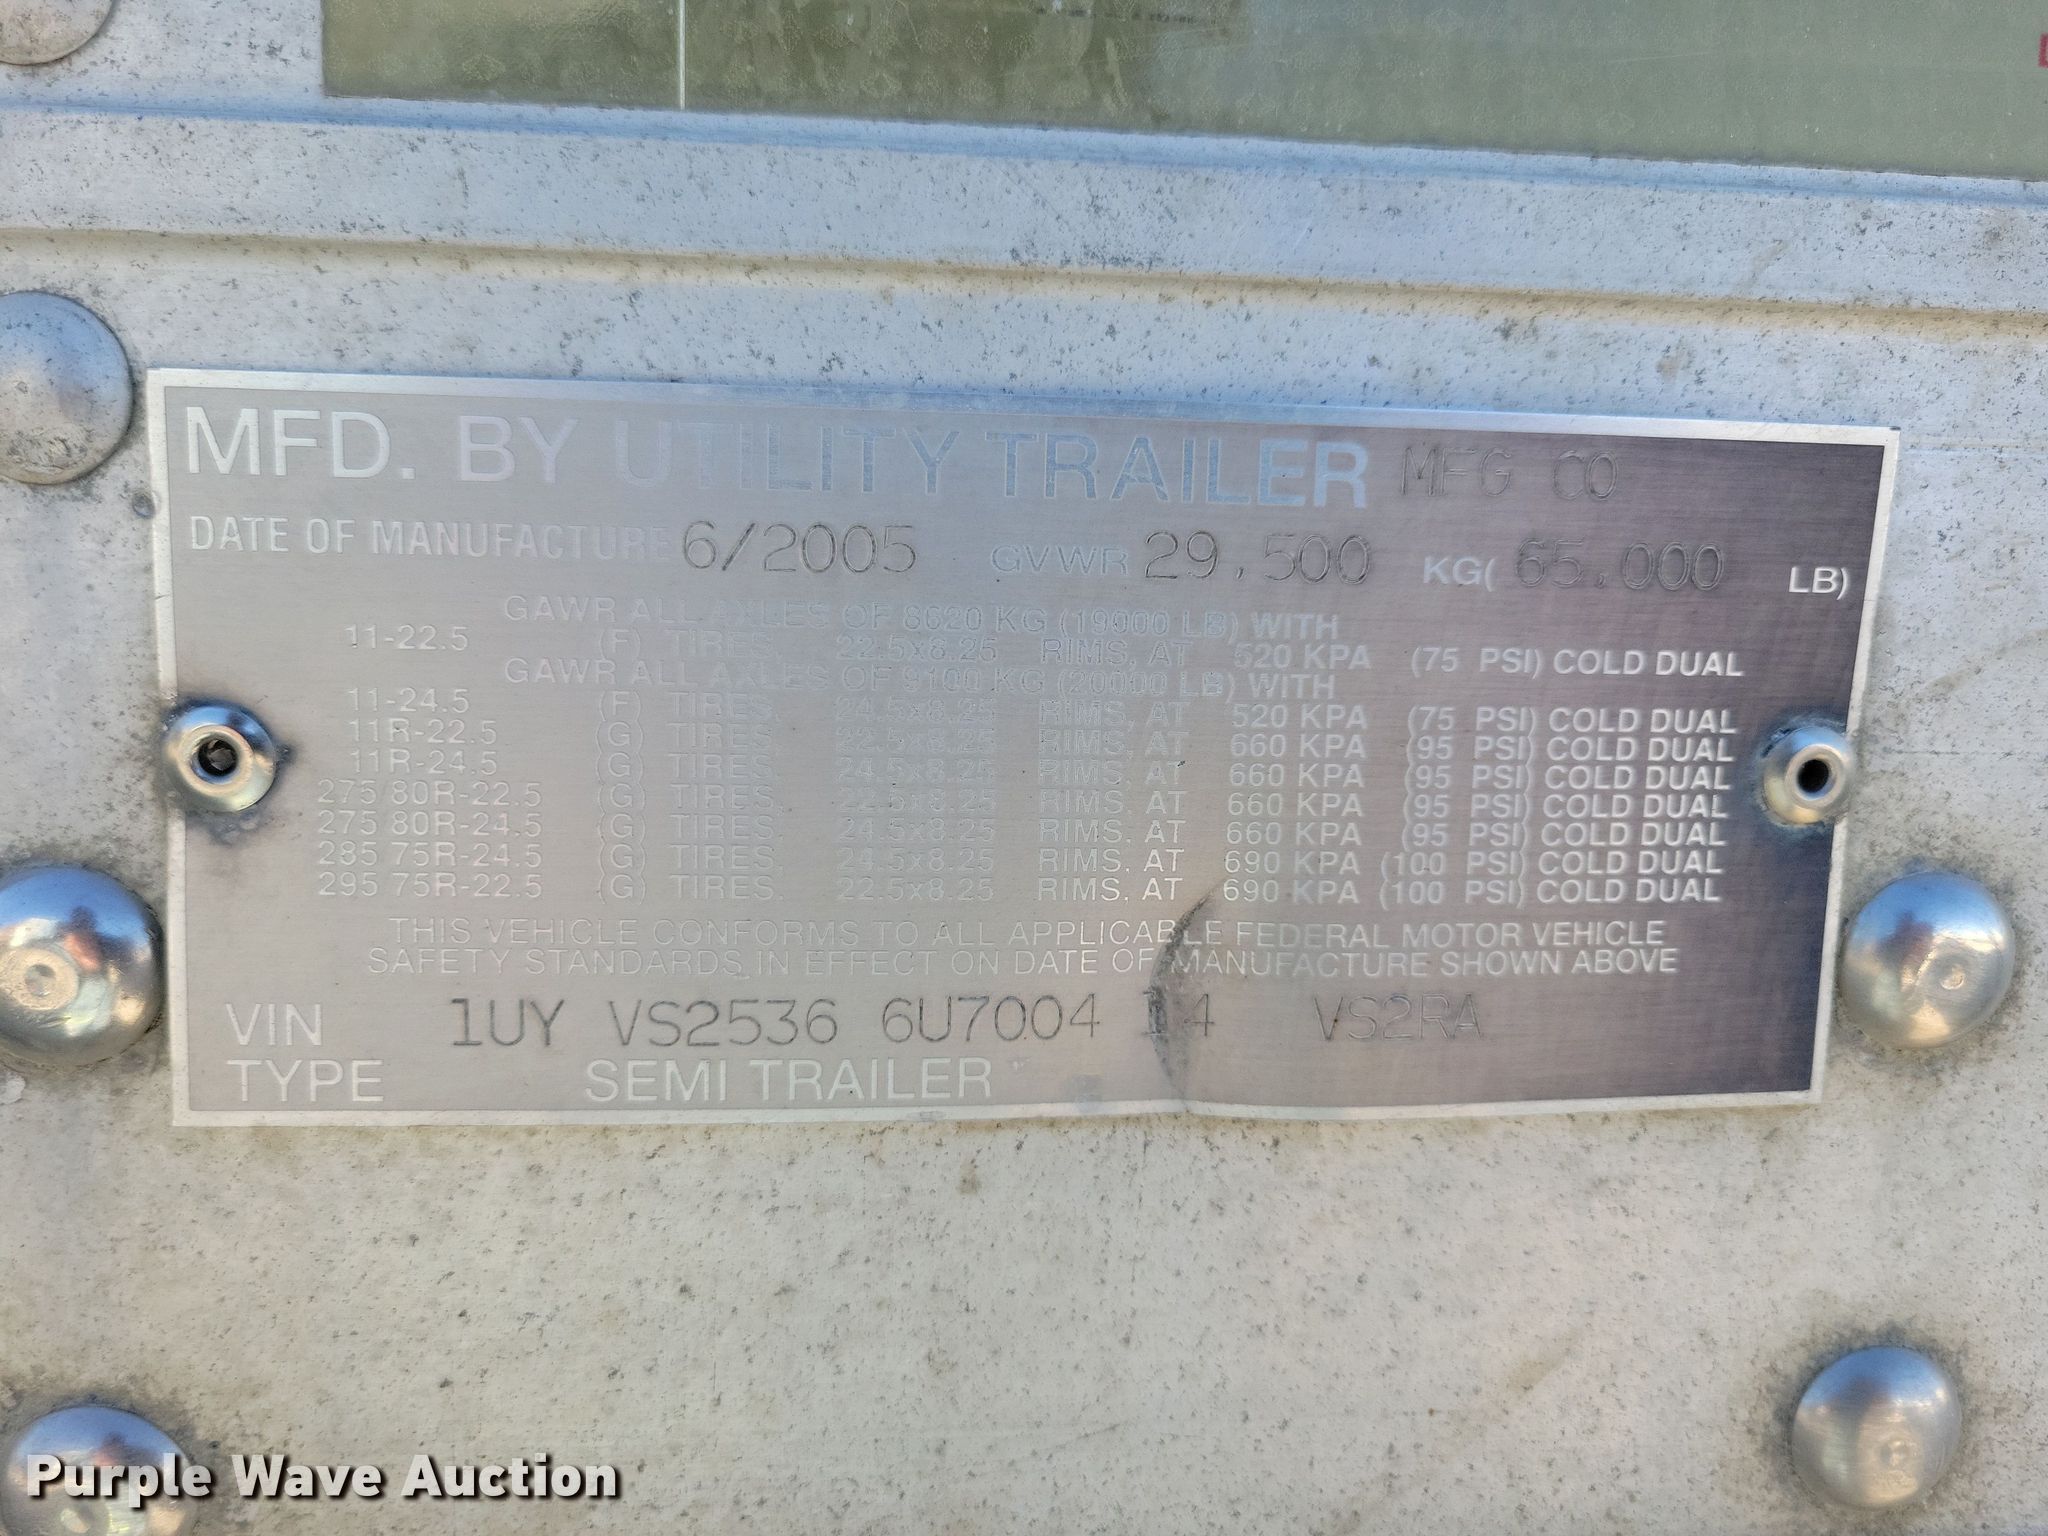 MFD. BY UTILITY TRAILER MFG CO
DATE OF MANUFACTURE 6/2005 GVWR 29,500 KG( 65,000 LB)
GAWR ALL AXLES OF 8620 KG (19000 LB) WITH
11-22.5 (F) TIRES, 22.5x8.25 RIMS, AT 520 KPA (75 PSI) COLD DUAL
GAWR ALL AXLES OF 9100 KG (20000 LB) WITH
11-24.5 (F) TIRES, 24.5x8.25 RIMS, AT 520 KPA (75 PSI) COLD DUAL
11R-22.5 (G) TIRES, 22.5x8.25 RIMS, AT 660 KPA (95 PSI) COLD DUAL
11R-24.5 (G) TIRES, 24.5x8.25 RIMS, AT 660 KPA (95 PSI) COLD DUAL
275/80R-22.5 (G) TIRES, 22.5x8.25 RIMS, AT 660 KPA (95 PSI) COLD DUAL
275/80R-24.5 (G) TIRES, 24.5x8.25 RIMS, AT 660 KPA (95 PSI) COLD DUAL
285/75R-24.5 (G) TIRES, 24.5x8.25 RIMS, AT 690 KPA (100 PSI) COLD DUAL
295/75R-22.5 (G) TIRES, 22.5x8.25 RIMS, AT 690 KPA (100 PSI) COLD DUAL
THIS VEHICLE CONFORMS TO ALL APPLICABLE FEDERAL MOTOR VEHICLE
SAFETY STANDARDS IN EFFECT ON DATE OF MANUFACTURE SHOWN ABOVE
VIN 1UY VS2536 6U7004 14 VS2RA
TYPE SEMI TRAILER
Purple Wave Auction